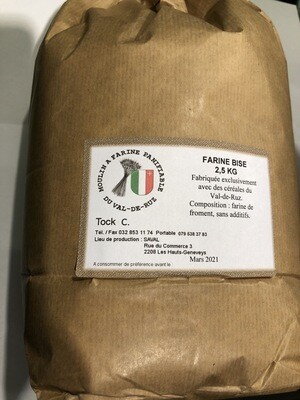 MOULIN A FARINE PANIFIABLE
DU VAL-DE-RUZ
FARINE BISE
2,5 KG
Fabriquée exclusivement
avec des céréales du
Val-de-Ruz.
Composition : farine de
froment, sans additifs.
Tock C.
Tél. / Fax 032 853 11 74 Portable 079 638 37 83
Lieu de production : SAVAL
Rue du Commerce 3
2208 Les Hauts-Geneveys
Mars 2021
A consommer de préférence avant le